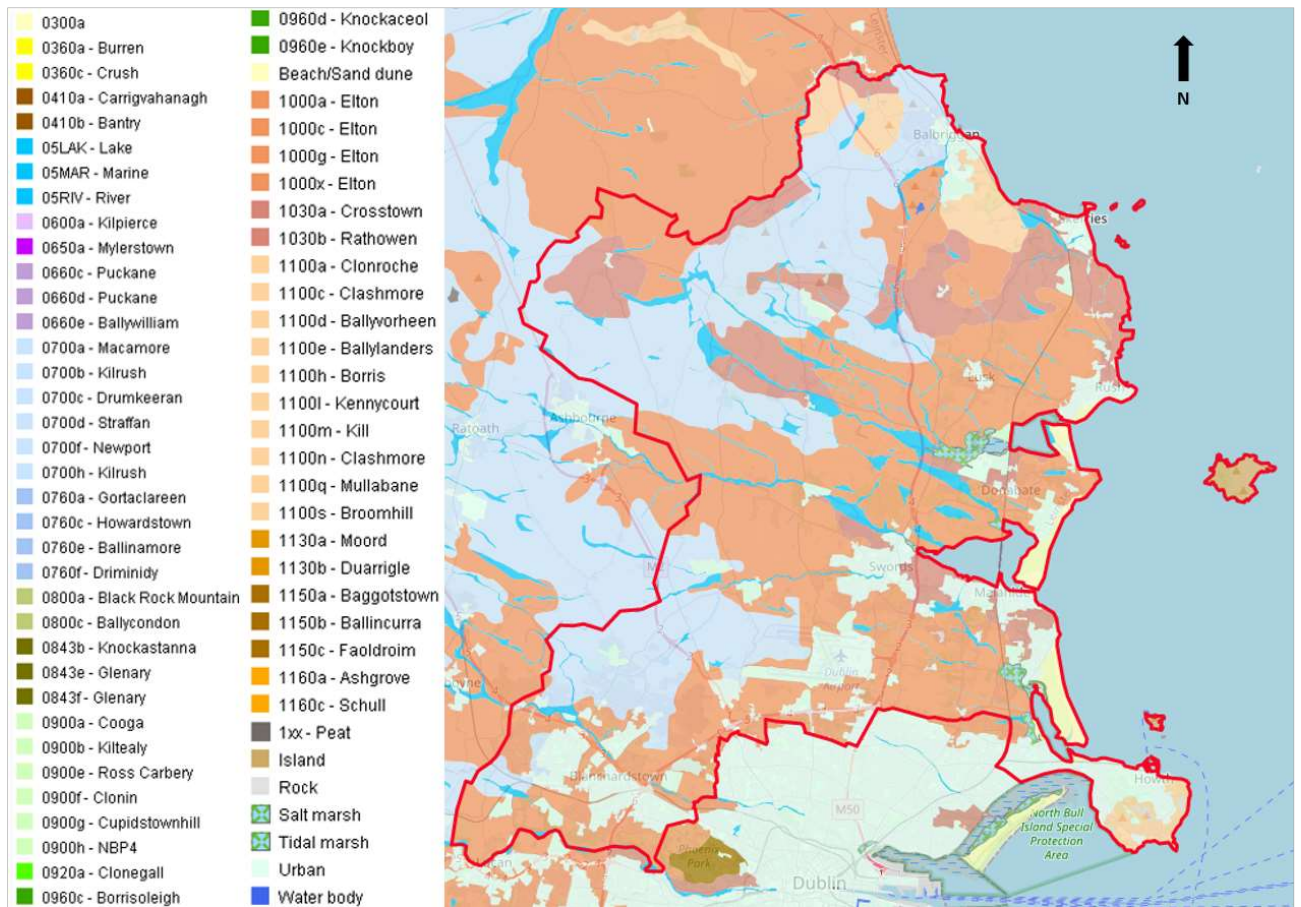 0300a
0360a - Burren
0360c - Crush
0410a - Carrigvahanagh
0410b - Bantry
05LAK - Lake
05MAR - Marine
05RIV - River
0600a - Kilpierce
0650a - Mylerstown
0660c - Puckane
0660d - Puckane
0660e - Ballywilliam
0700a - Macamore
0700b - Kilrush
0700c - Drumkeeran
0700d - Straffan
0700f - Newport
0700h - Kilrush
0760a - Gortaclareen
0760c - Howardstown
0760e - Ballinamore
0760f - Driminidy
0800a - Black Rock Mountain
0800c - Ballycondon
0843b - Knockastanna
0843e - Glenary
0843f - Glenary
0900a - Cooga
0900b - Kiltealy
0900e - Ross Carbery
0900f - Clonin
0900g - Cupidstownhill
0900h - NBP4
0920a - Clonegall
0960c - Borrisoleigh
0960d - Knockaceol
0960e - Knockboy
Beach/Sand dune
1000a - Elton
1000c - Elton
1000g - Elton
1000x - Elton
1030a - Crosstown
1030b - Rathowen
1100a - Clonroche
1100c - Clashmore
1100d - Ballyvorheen
1100e - Ballylanders
1100h - Borris
1100l - Kennycourt
1100m - Kill
1100n - Clashmore
1100q - Mullabane
1100s - Broomhill
1130a - Moord
1130b - Duarrigle
1150a - Baggotstown
1150b - Ballincurra
1150c - Faoldroim
1160a - Ashgrove
1160c - Schull
1xx - Peat
Island
Rock
Salt marsh
Tidal marsh
Urban
Water body
N
Leinster
Balbriggan
Lusk
Rush
Ashbourne
Ratoath
Donabate
Swords
Malahide
Dublin
Airport
Blanchardstown
Howth
M50
North Bull
Island Special
Protection
Area
Phoenix
Park
Dublin